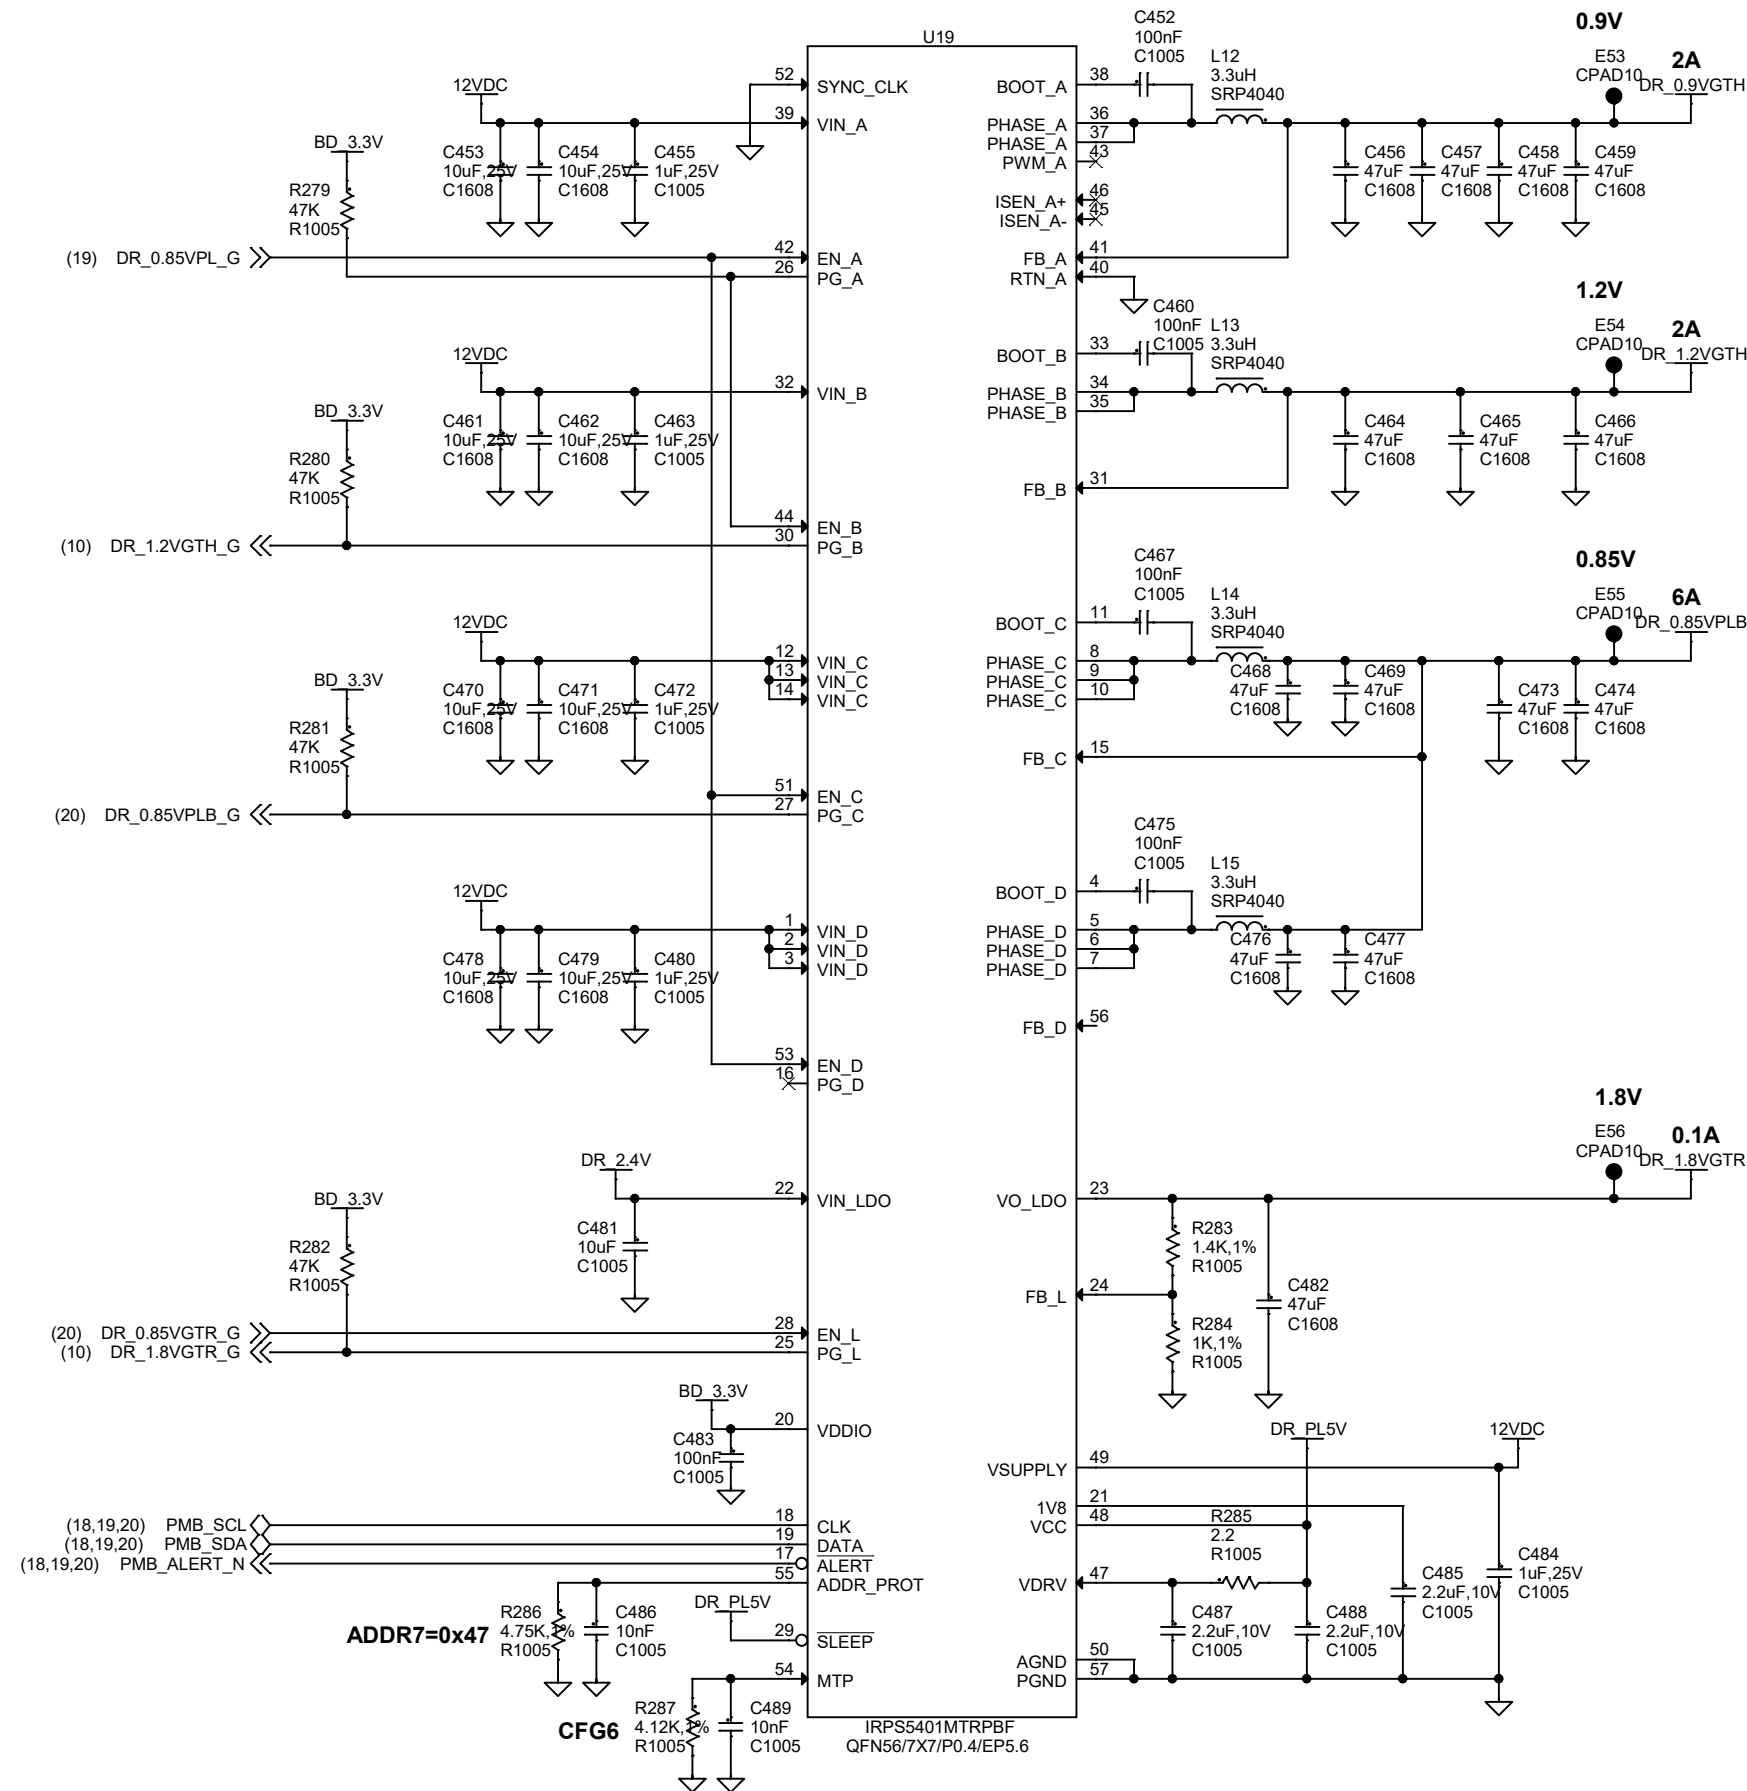 U19
IRPS5401MTRPBF
QFN56/7X7/P0.4/EP5.6
52 SYNC_CLK
12VDC
39 VIN_A
C453
10uF,25V
C1608
C454
10uF,25V
C1608
C455
1uF,25V
C1005
BD_3.3V
R279
47K
R1005
(19) DR_0.85VPL_G
42 EN_A
26 PG_A
12VDC
32 VIN_B
C461
10uF,25V
C1608
C462
10uF,25V
C1608
C463
1uF,25V
C1005
BD_3.3V
R280
47K
R1005
44 EN_B
(10) DR_1.2VGTH_G
30 PG_B
12VDC
12 VIN_C
13 VIN_C
14 VIN_C
C470
10uF,25V
C1608
C471
10uF,25V
C1608
C472
1uF,25V
C1005
BD_3.3V
R281
47K
R1005
51 EN_C
(20) DR_0.85VPLB_G
27 PG_C
12VDC
1 VIN_D
2 VIN_D
3 VIN_D
C478
10uF,25V
C1608
C479
10uF,25V
C1608
C480
1uF,25V
C1005
53 EN_D
16 PG_D
DR_2.4V
22 VIN_LDO
C481
10uF
C1005
BD_3.3V
R282
47K
R1005
(20) DR_0.85VGTR_G
28 EN_L
(10) DR_1.8VGTR_G
25 PG_L
BD_3.3V
20 VDDIO
C483
100nF
C1005
(18,19,20) PMB_SCL
18 CLK
(18,19,20) PMB_SDA
19 DATA
(18,19,20) PMB_ALERT_N
17 ALERT
55 ADDR_PROT
ADDR7=0x47
R286
4.75K,1%
R1005
C486
10nF
C1005
DR_PL5V
29 SLEEP
54 MTP
CFG6
R287
4.12K,1%
R1005
C489
10nF
C1005
BOOT_A 38
C452
100nF
C1005
L12
3.3uH
SRP4040
PHASE_A 36
PHASE_A 37
PWM_A 43
ISEN_A+ 46
ISEN_A- 45
FB_A 41
RTN_A 40
C456
47uF
C1608
C457
47uF
C1608
C458
47uF
C1608
C459
47uF
C1608
0.9V
E53
CPAD10
2A
DR_0.9VGTH
BOOT_B 33
C460
100nF
C1005
L13
3.3uH
SRP4040
PHASE_B 34
PHASE_B 35
FB_B 31
C464
47uF
C1608
C465
47uF
C1608
C466
47uF
C1608
1.2V
E54
CPAD10
2A
DR_1.2VGTH
BOOT_C 11
C467
100nF
C1005
L14
3.3uH
SRP4040
PHASE_C 8
PHASE_C 9
PHASE_C 10
FB_C 15
C468
47uF
C1608
C469
47uF
C1608
C473
47uF
C1608
C474
47uF
C1608
0.85V
E55
CPAD10
6A
DR_0.85VPLB
BOOT_D 4
C475
100nF
C1005
L15
3.3uH
SRP4040
PHASE_D 5
PHASE_D 6
PHASE_D 7
FB_D 56
C476
47uF
C1608
C477
47uF
C1608
1.8V
E56
CPAD10
0.1A
DR_1.8VGTR
VO_LDO 23
R283
1.4K,1%
R1005
FB_L 24
R284
1K,1%
R1005
C482
47uF
C1608
DR_PL5V
12VDC
VSUPPLY 49
1V8 21
VCC 48
R285
2.2
R1005
VDRV 47
C487
2.2uF,10V
C1005
C488
2.2uF,10V
C1005
C485
2.2uF,10V
C1005
C484
1uF,25V
C1005
AGND 50
PGND 57